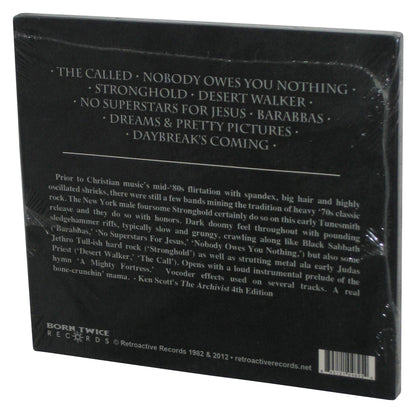 · THE CALLED · NOBODY OWES YOU NOTHING
· STRONGHOLD · DESERT WALKER ·
NO SUPERSTARS FOR JESUS · BARABBAS ·
· DREAMS & PRETTY PICTURES ·
DAYBREAK'S COMING ·
Prior to Christian music's mid-'80s flirtation with spandex, big hair and highly
oscillated shrieks, there were still a few bands mining the tradition of heavy '70s classic
rock. The New York male foursome Stronghold certainly do so on this early Tunesmith
release and they do so with honors. Dark doomy feel throughout with pounding
sledgehammer riffs, typically slow and grungy, crawling along like Black Sabbath
('Barabbas,' 'No Superstars For Jesus,' 'Nobody Owes You Nothing,') but also some
Jethro Tull-ish hard rock ('Stronghold') as well as strutting metal ala early Judas
Priest ('Desert Walker,' 'The Call'). Opens with a loud instrumental prelude of the
hymn 'A Mighty Fortress.' Vocoder effects used on several tracks. A real
bone-crunchin' mama. - Ken Scott's The Archivist 4th Edition
BORN TWICE
RECORDS
© Retroactive Records 1982 & 2012 • retroactiverecords.net